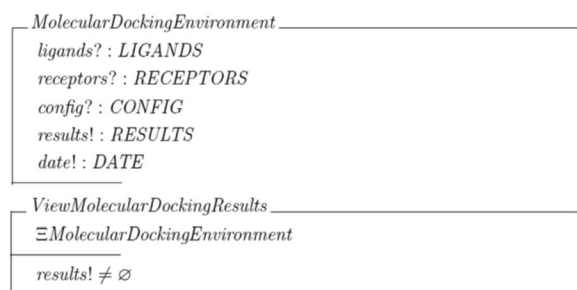 MolecularDockingEnvironment
ligands? : LIGANDS
receptors? : RECEPTORS
config? : CONFIG
results! : RESULTS
date! : DATE
ViewMolecularDockingResults
ΞMolecularDockingEnvironment
results! ≠ ∅